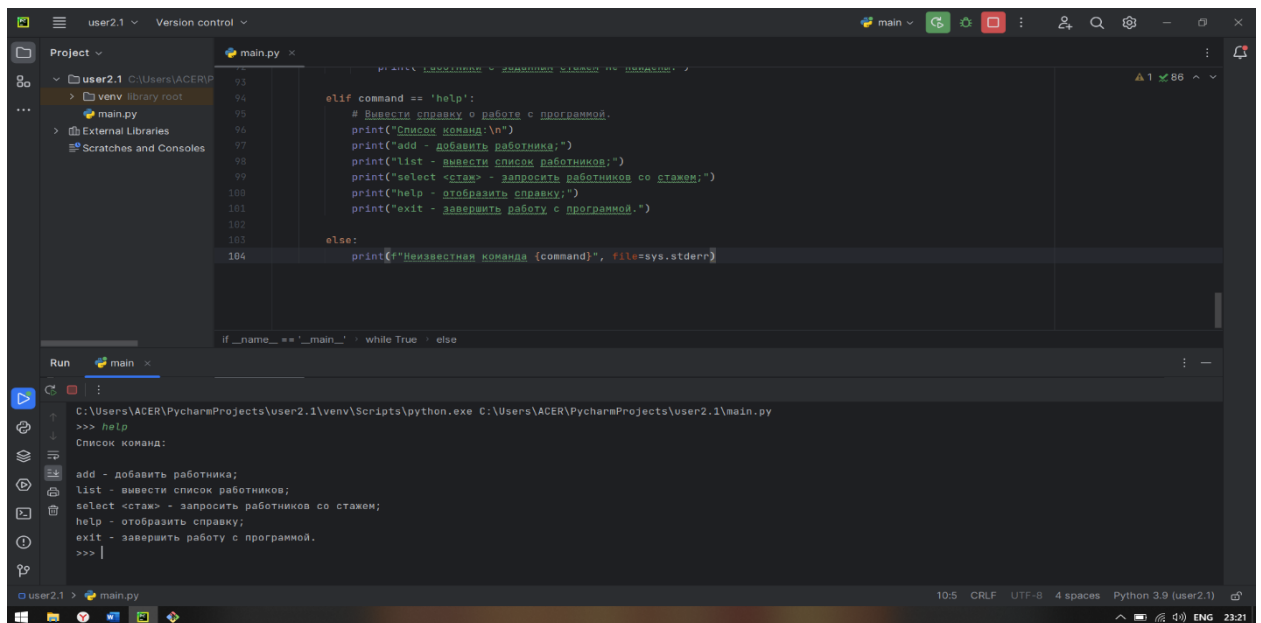 user2.1 Version control main
Project
main.py
user2.1 C:\Users\ACER\P
venv library root
main.py
External Libraries
Scratches and Consoles
1 86
93
94 elif command == 'help':
95 # Вывести справку о работе с программой.
96 print("Список команд:\n")
97 print("add - добавить работника;")
98 print("list - вывести список работников;")
99 print("select <стаж> - запросить работников со стажем;")
100 print("help - отобразить справку;")
101 print("exit - завершить работу с программой.")
102
103 else:
104 print(f"Неизвестная команда {command}", file=sys.stderr)
if __name__ == '__main__' › while True › else
Run main
C:\Users\ACER\PycharmProjects\user2.1\venv\Scripts\python.exe C:\Users\ACER\PycharmProjects\user2.1\main.py
>>> help
Список команд:
add - добавить работника;
list - вывести список работников;
select <стаж> - запросить работников со стажем;
help - отобразить справку;
exit - завершить работу с программой.
>>>
user2.1 > main.py
10:5 CRLF UTF-8 4 spaces Python 3.9 (user2.1)
ENG 23:21